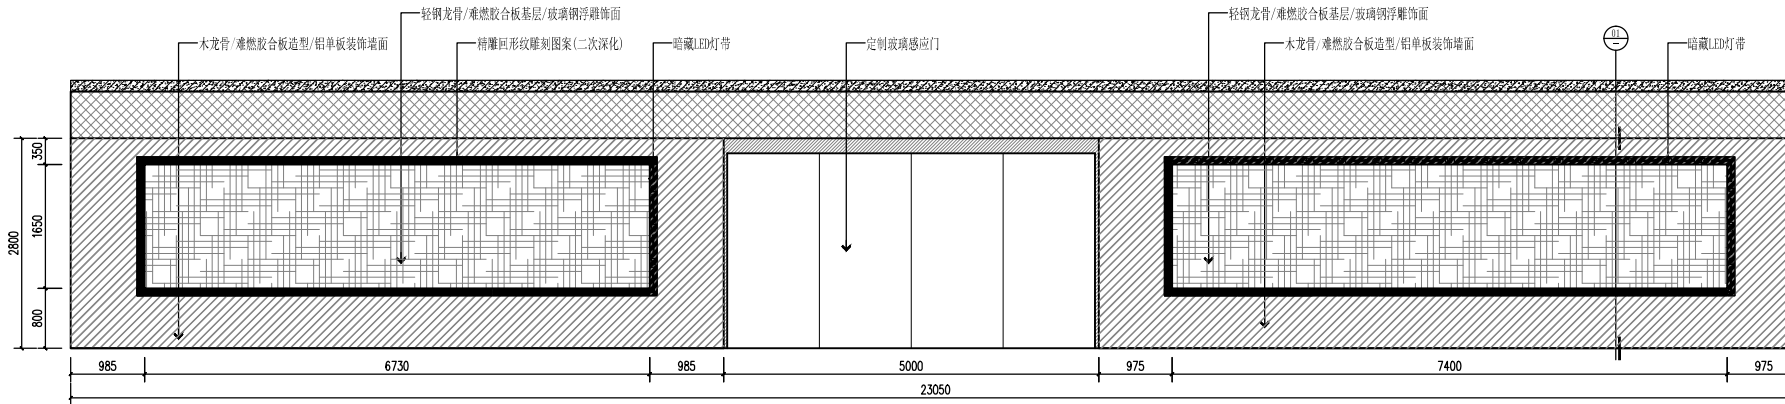 轻钢龙骨/难燃胶合板基层/玻璃钢浮雕饰面
轻钢龙骨/难燃胶合板基层/玻璃钢浮雕饰面
木龙骨/难燃胶合板造型/铝单板装饰墙面
精雕回形纹雕刻图案(二次深化)
暗藏LED灯带
定制玻璃感应门
木龙骨/难燃胶合板造型/铝单板装饰墙面
01
—
暗藏LED灯带
350
1650
2800
800
985
6730
985
5000
975
7400
975
23050